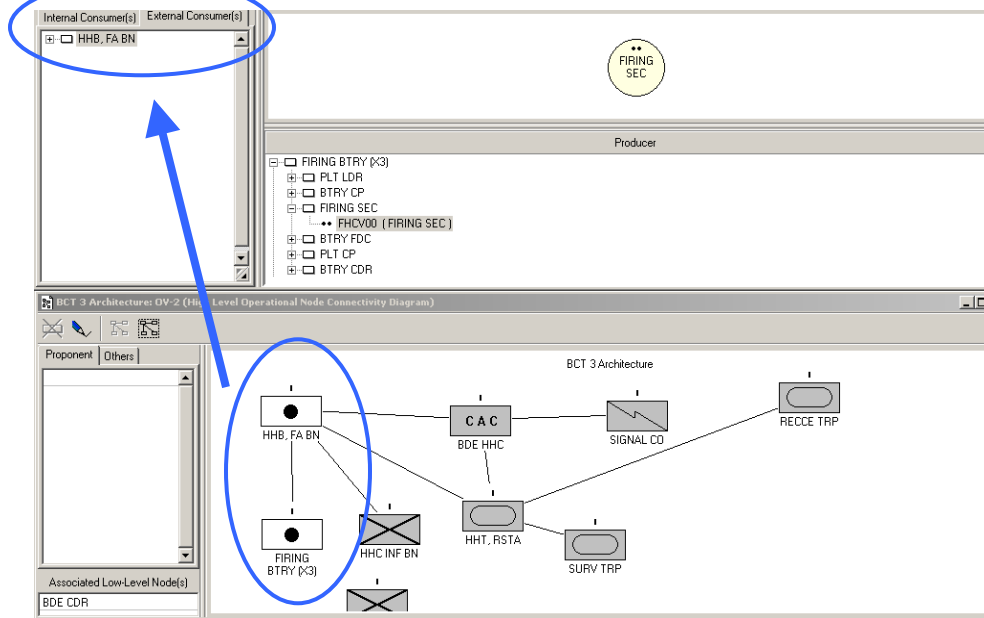 Internal Consumer(s) External Consumer(s)
HHB, FA BN
FIRING
SEC
Producer
FIRING BTRY (X3)
PLT LDR
BTRY CP
FIRING SEC
FHCV00 ( FIRING SEC )
BTRY FDC
PLT CP
BTRY CDR
BCT 3 Architecture: OV-2 (High Level Operational Node Connectivity Diagram)
Proponent Others
BCT 3 Architecture
HHB, FA BN
CAC
BDE HHC
SIGNAL CO
RECCE TRP
FIRING
BTRY (X3)
HHC INF BN
HHT, RSTA
SURV TRP
Associated Low-Level Node(s)
BDE CDR